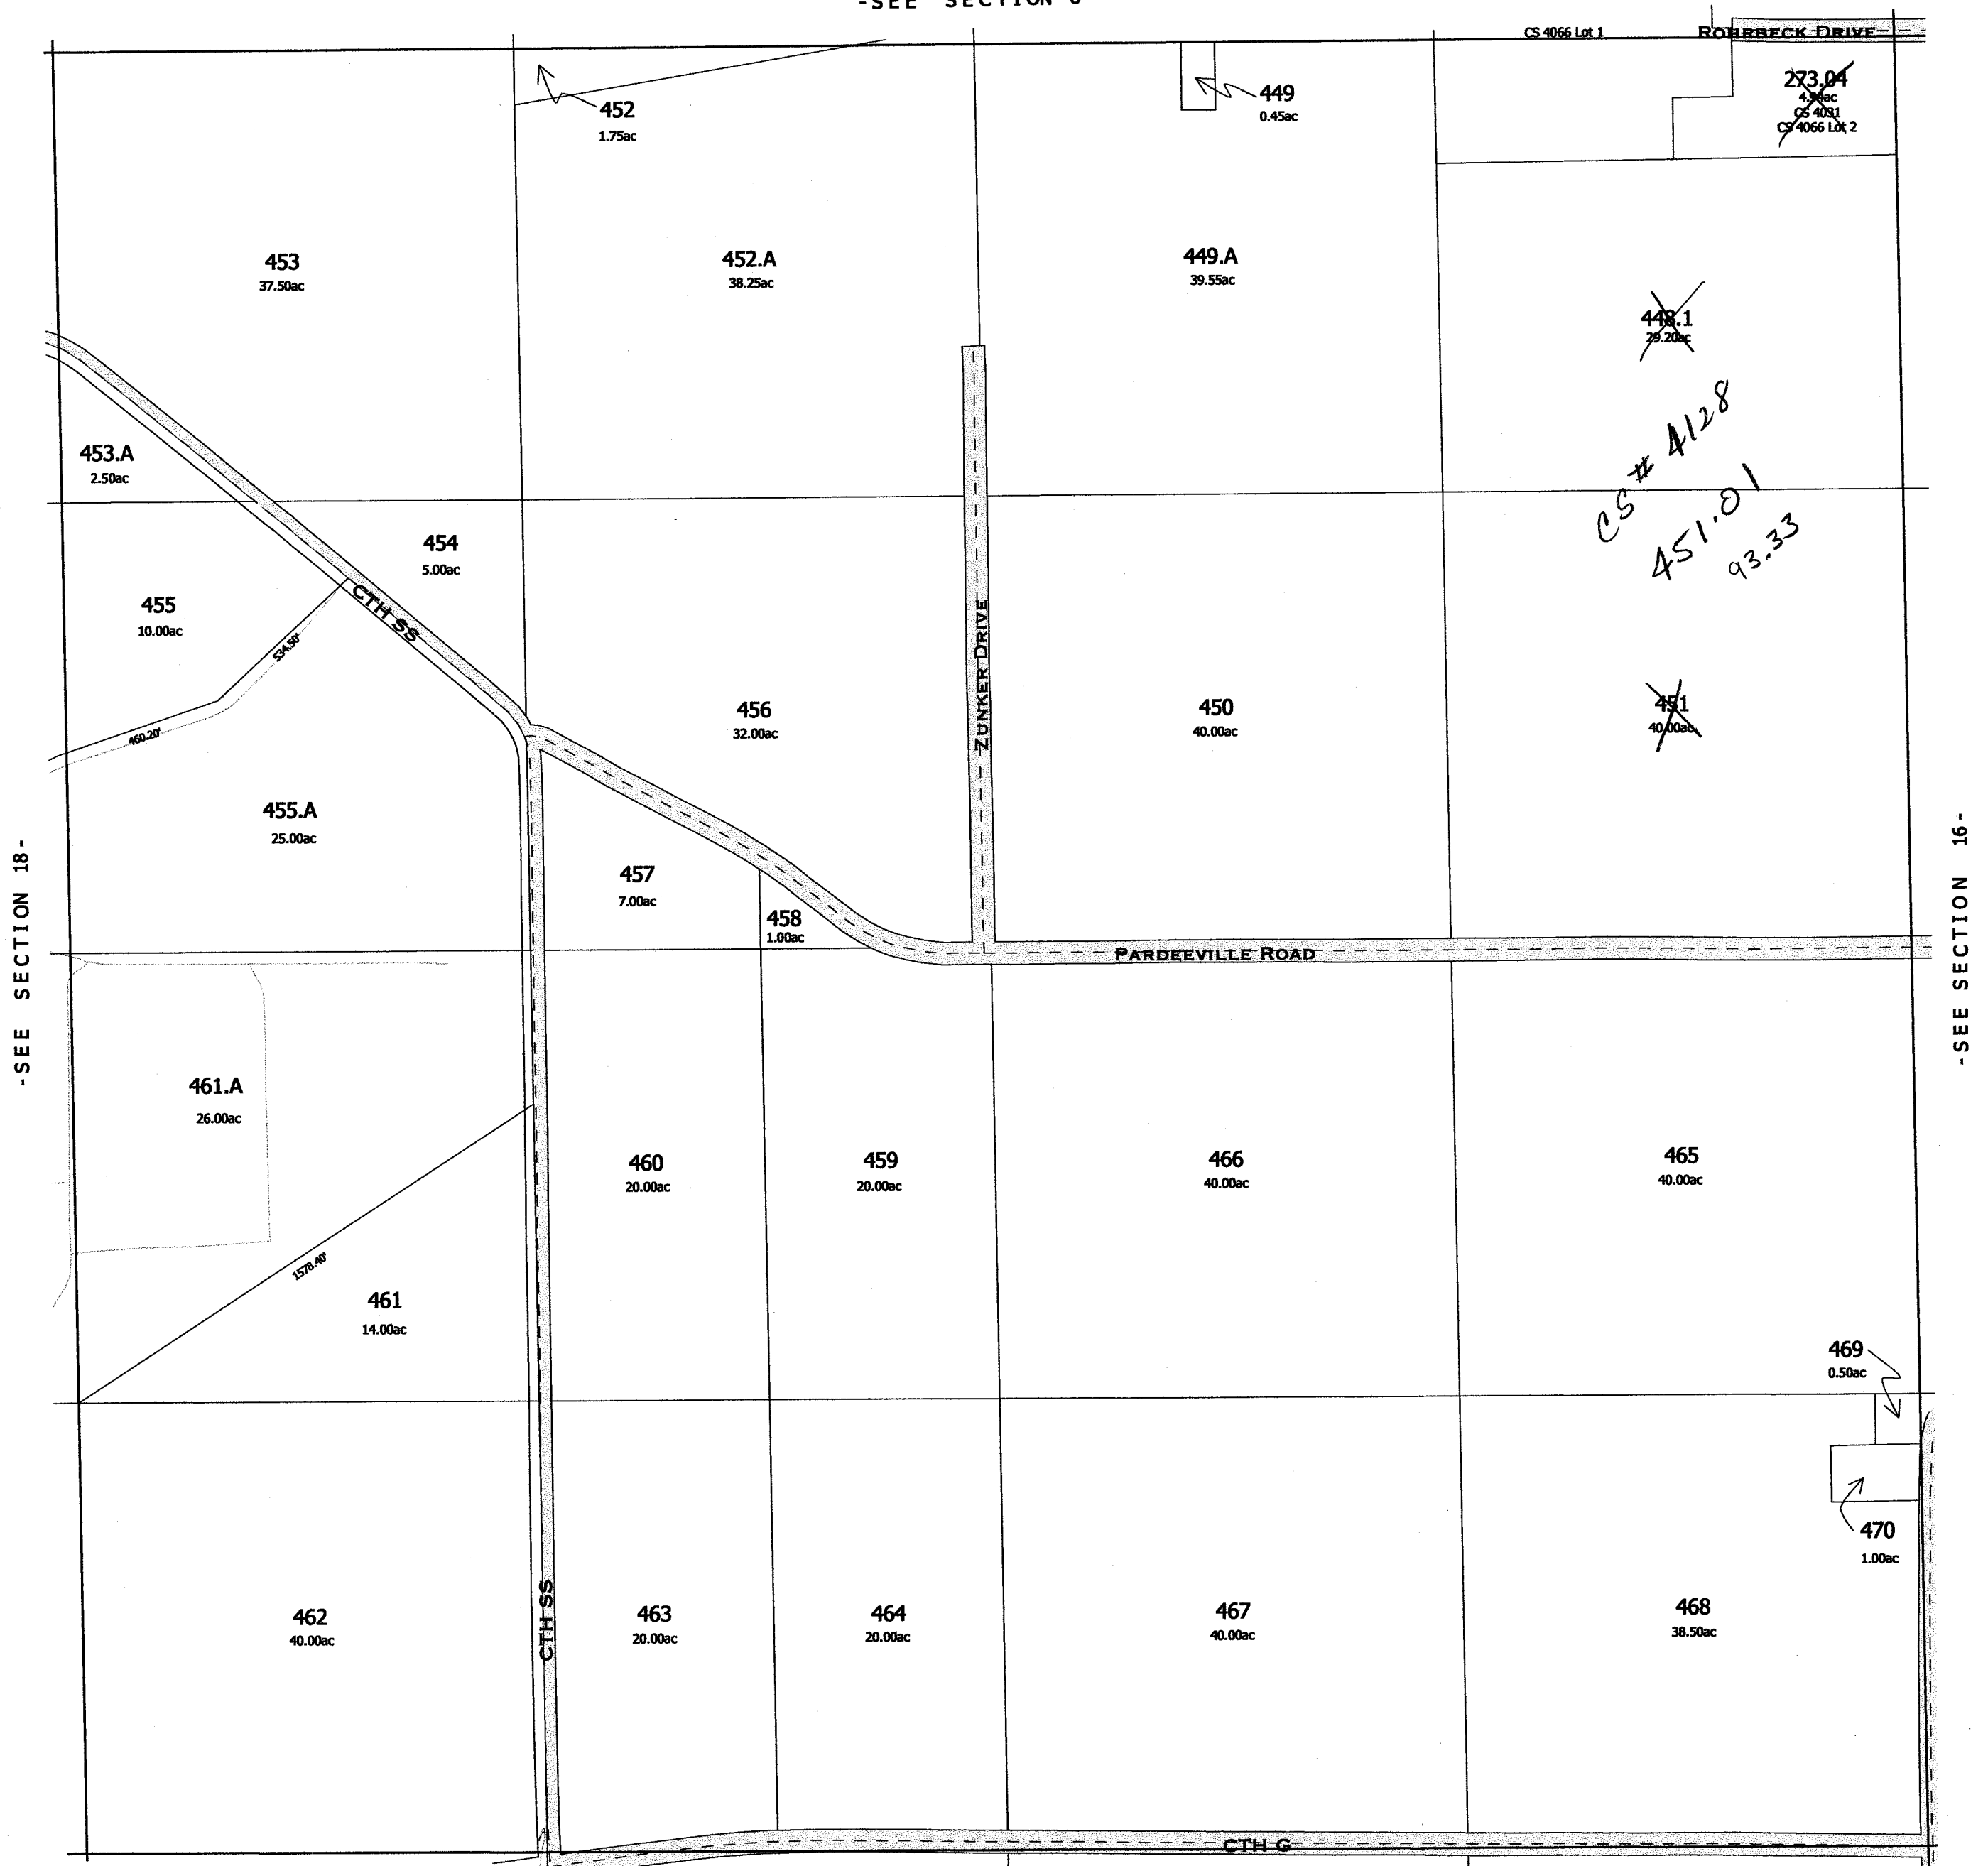 CS 4066 Lot 1
ROHRBECK DRIVE
273.04
CS 4031
CS 4066 Lot 2
452
1.75ac
449
0.45ac
453
37.50ac
452.A
38.25ac
449.A
39.55ac
448.1
29.20ac
CS # 4128
451.01
93.33
453.A
2.50ac
454
5.00ac
455
10.00ac
CTH SS
534.50'
460.20'
456
32.00ac
ZUNKER DRIVE
450
40.00ac
451
40.00ac
455.A
25.00ac
457
7.00ac
458
1.00ac
PARDEEVILLE ROAD
-SEE SECTION 18-
-SEE SECTION 16-
461.A
26.00ac
460
20.00ac
459
20.00ac
466
40.00ac
465
40.00ac
1578.40'
461
14.00ac
469
0.50ac
470
1.00ac
462
40.00ac
CTH SS
463
20.00ac
464
20.00ac
467
40.00ac
468
38.50ac
CTH G